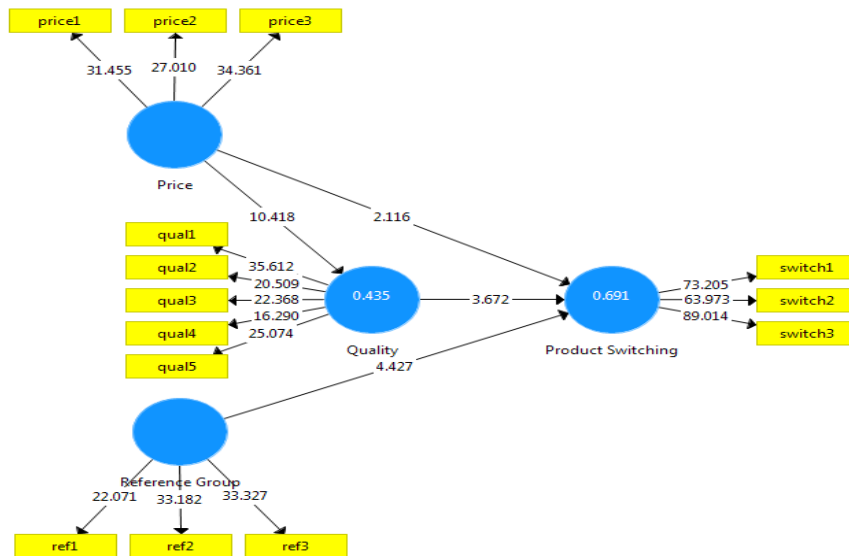 price1 price2 price3
31.455 27.010 34.361
Price
10.418 2.116
qual1
qual2
qual3
qual4
qual5
35.612
20.509
22.368
16.290
25.074
0.435
Quality
3.672
0.691
Product Switching
73.205
63.973
89.014
switch1
switch2
switch3
4.427
Reference Group
22.071 33.182 33.327
ref1 ref2 ref3